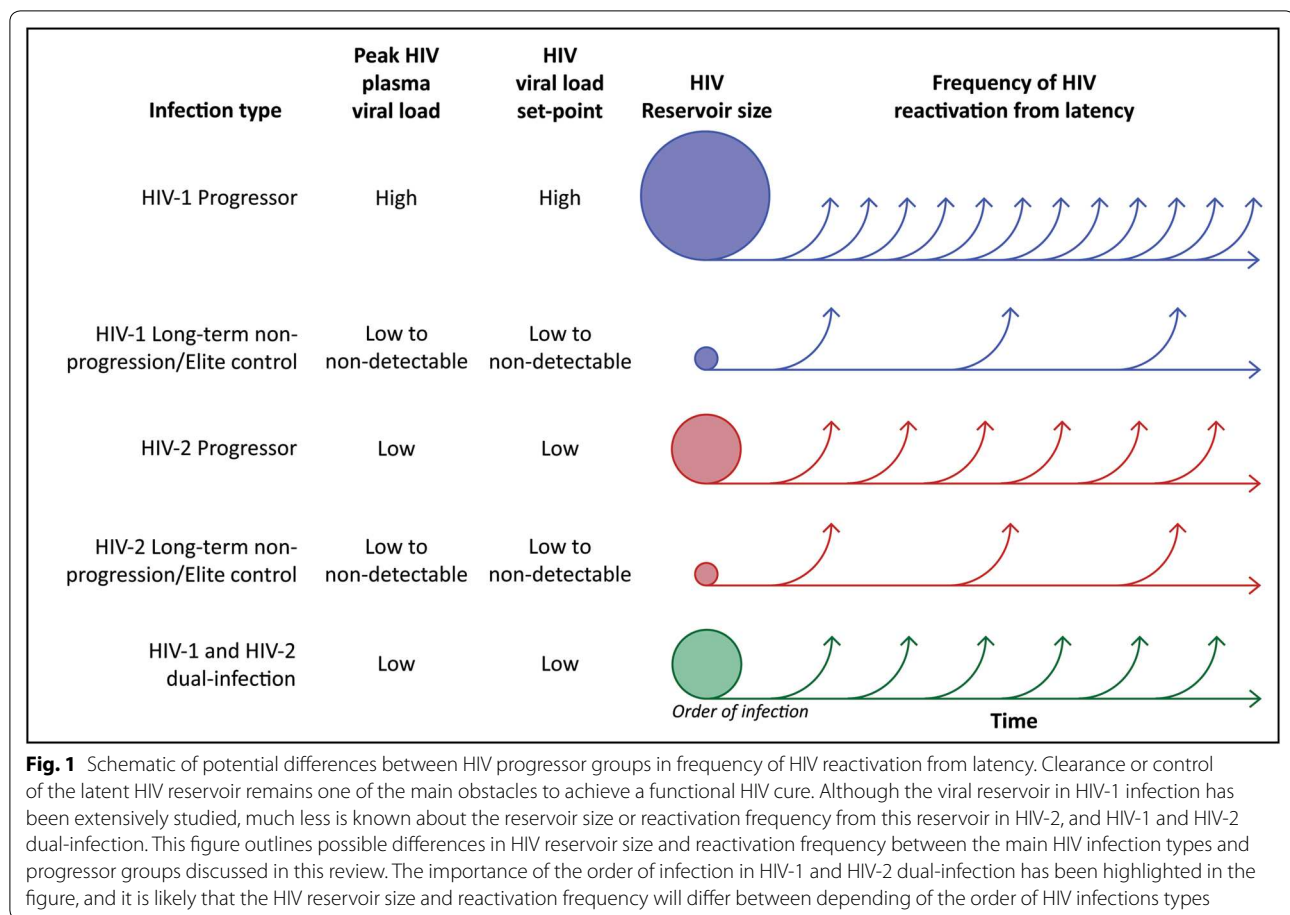 Infection type
Peak HIV
plasma
viral load
HIV
viral load
set-point
HIV
Reservoir size
Frequency of HIV
reactivation from latency
HIV-1 Progressor
High
High
HIV-1 Long-term non-
progression/Elite control
Low to
non-detectable
Low to
non-detectable
HIV-2 Progressor
Low
Low
HIV-2 Long-term non-
progression/Elite control
Low to
non-detectable
Low to
non-detectable
HIV-1 and HIV-2
dual-infection
Low
Low
Order of infection
Time
Fig. 1 Schematic of potential differences between HIV progressor groups in frequency of HIV reactivation from latency. Clearance or control
of the latent HIV reservoir remains one of the main obstacles to achieve a functional HIV cure. Although the viral reservoir in HIV-1 infection has
been extensively studied, much less is known about the reservoir size or reactivation frequency from this reservoir in HIV-2, and HIV-1 and HIV-2
dual-infection. This figure outlines possible differences in HIV reservoir size and reactivation frequency between the main HIV infection types and
progressor groups discussed in this review. The importance of the order of infection in HIV-1 and HIV-2 dual-infection has been highlighted in the
figure, and it is likely that the HIV reservoir size and reactivation frequency will differ between depending of the order of HIV infections types